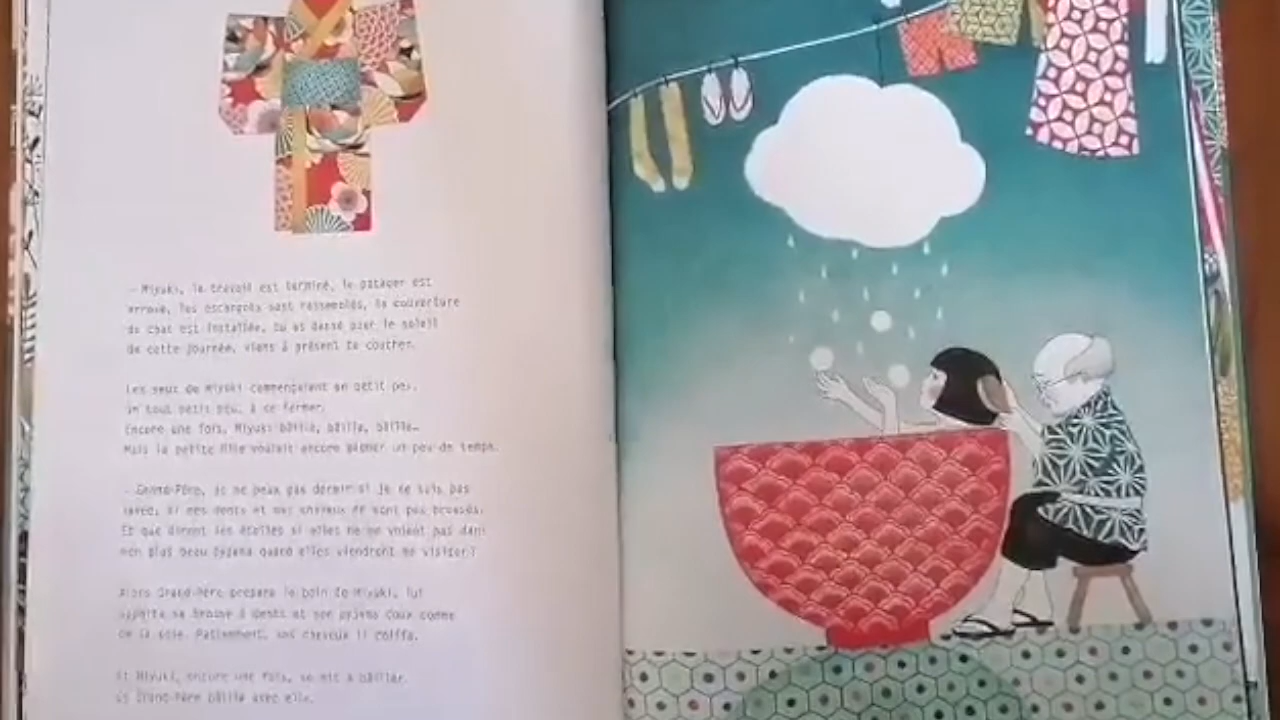 – Miyuki, le travail est terminé, le potager est
arrosé, les escargots sont rassemblés, la couverture
du chat est installée, tu as dansé pour le soleil
de cette journée, viens à présent te coucher.
Les yeux de Miyuki commençaient un petit peu,
un tout petit peu, à se fermer.
Encore une fois, Miyuki bâilla, bâilla, bâilla…
Mais la petite fille voulait encore gagner un peu de temps.
– Grand-Père, je ne peux pas dormir si je ne suis pas
lavée, si mes dents et mes cheveux ne sont pas brossés.
Et que diront les étoiles si elles ne me voient pas dans
mon plus beau pyjama quand elles viendront me visiter ?
Alors Grand-Père prépara le bain de Miyuki, lui
apporta sa brosse à dents et son pyjama doux comme
de la soie. Patiemment, ses cheveux il coiffa.
Et Miyuki, encore une fois, se mit à bâiller.
Et Grand-Père bâilla avec elle.